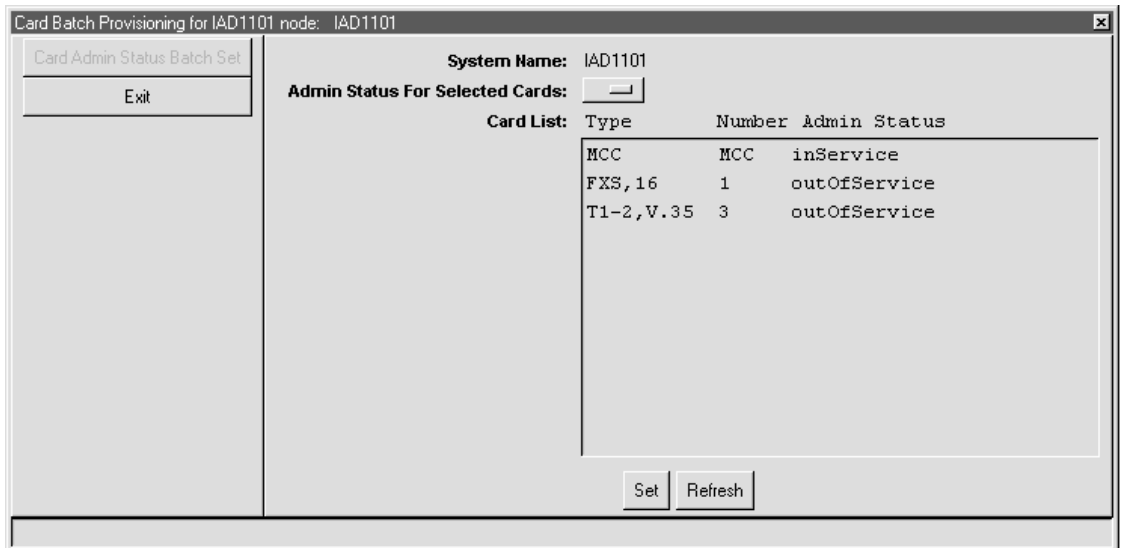 Card Batch Provisioning for IAD1101 node: IAD1101
Card Admin Status Batch Set
Exit
System Name: IAD1101
Admin Status For Selected Cards:
Card List: Type Number Admin Status
MCC MCC inService
FXS,16 1 outOfService
T1-2,V.35 3 outOfService
Set Refresh